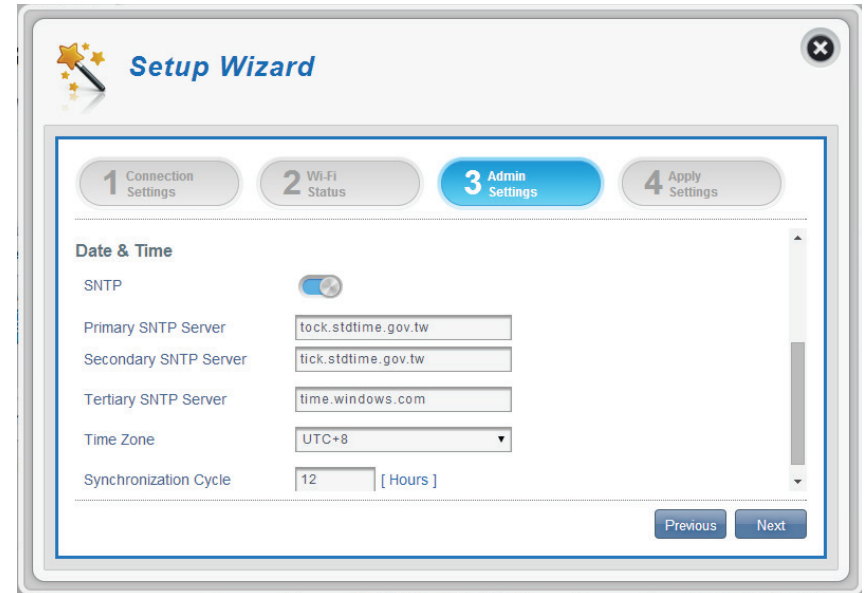 Setup Wizard
1 Connection Settings
2 Wi-Fi Status
3 Admin Settings
4 Apply Settings
Date & Time
SNTP
Primary SNTP Server tock.stdtime.gov.tw
Secondary SNTP Server tick.stdtime.gov.tw
Tertiary SNTP Server time.windows.com
Time Zone UTC+8
Synchronization Cycle 12 [ Hours ]
Previous Next